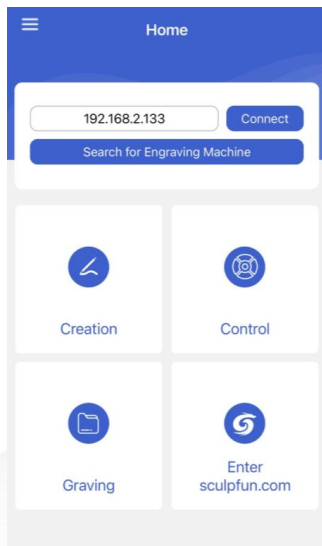 Home
192.168.2.133
Connect
Search for Engraving Machine
Creation
Control
Graving
Enter
sculpfun.com